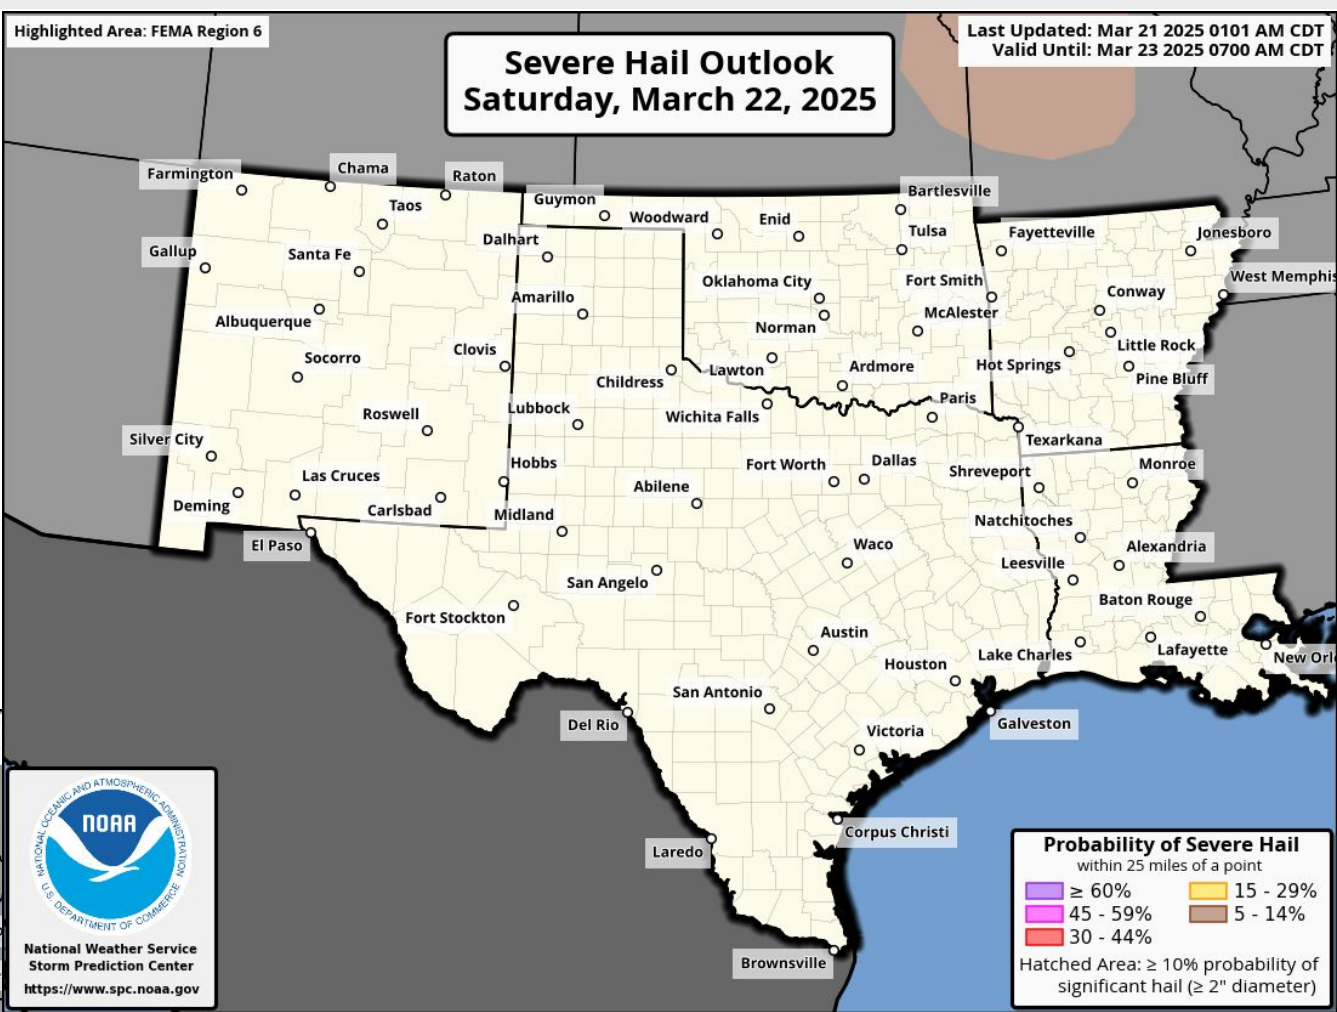 Highlighted Area: FEMA Region 6
Last Updated: Mar 21 2025 0101 AM CDT
Valid Until: Mar 23 2025 0700 AM CDT
Severe Hail Outlook
Saturday, March 22, 2025
Farmington
Chama
Raton
Taos
Guymon
Woodward
Enid
Bartlesville
Tulsa
Fayetteville
Jonesboro
Gallup
Santa Fe
Dalhart
Oklahoma City
Fort Smith
West Memphis
Amarillo
Conway
Albuquerque
Norman
McAlester
Little Rock
Socorro
Clovis
Childress
Lawton
Ardmore
Hot Springs
Pine Bluff
Roswell
Lubbock
Wichita Falls
Paris
Silver City
Texarkana
Las Cruces
Hobbs
Abilene
Fort Worth
Dallas
Shreveport
Monroe
Deming
Carlsbad
Midland
Natchitoches
El Paso
Waco
Alexandria
San Angelo
Leesville
Fort Stockton
Baton Rouge
Austin
Houston
Lake Charles
Lafayette
New Orl
San Antonio
Del Rio
Victoria
Galveston
Corpus Christi
Laredo
Brownsville
NATIONAL OCEANIC AND ATMOSPHERIC ADMINISTRATION
NOAA
U.S. DEPARTMENT OF COMMERCE
National Weather Service
Storm Prediction Center
https://www.spc.noaa.gov
Probability of Severe Hail
within 25 miles of a point
≥ 60%
15 - 29%
45 - 59%
5 - 14%
30 - 44%
Hatched Area: ≥ 10% probability of
significant hail (≥ 2" diameter)